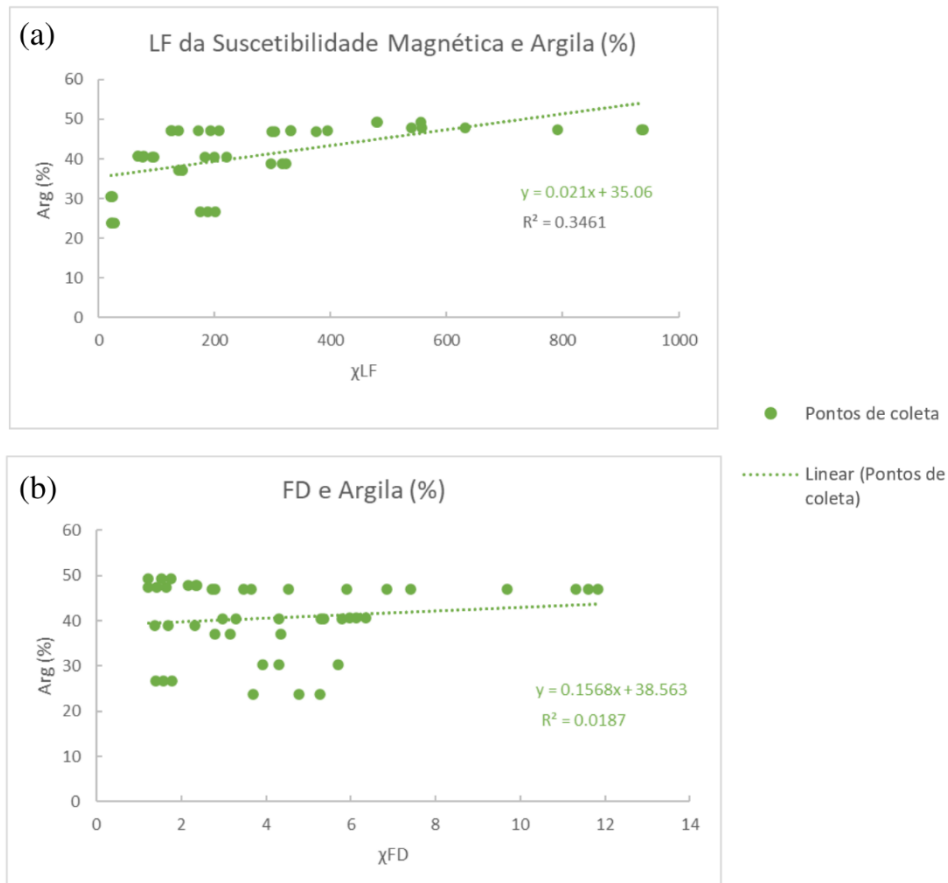 (a)
LF da Suscetibilidade Magnética e Argila (%)
60
50
40
30
20
10
0
Arg (%)
y = 0.021x + 35.06
R² = 0.3461
0 200 400 600 800 1000
χLF
Pontos de coleta
Linear (Pontos de
coleta)
(b)
FD e Argila (%)
60
50
40
30
20
10
0
Arg (%)
y = 0.1568x + 38.563
R² = 0.0187
0 2 4 6 8 10 12 14
χFD